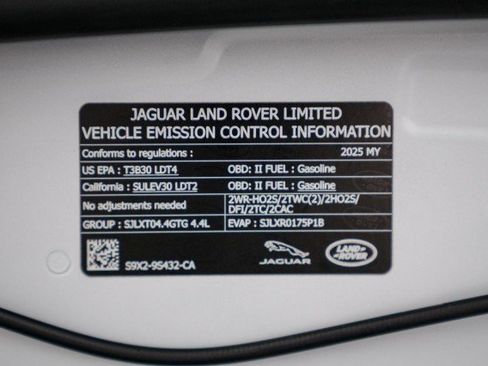 JAGUAR LAND ROVER LIMITED
VEHICLE EMISSION CONTROL INFORMATION
Conforms to regulations: 2025 MY
US EPA : T3B30 LDT4 OBD: II FUEL : Gasoline
California : SULEV30 LDT2 OBD: II FUEL : Gasoline
No adjustments needed 2WR-HO2S/2TWC(2)/2HO2S/
DFI/2TC/2CAC
GROUP : SJLXT04.4GTG 4.4L EVAP : SJLXR0175P1B
S9X2-9S432-CA JAGUAR LAND ROVER